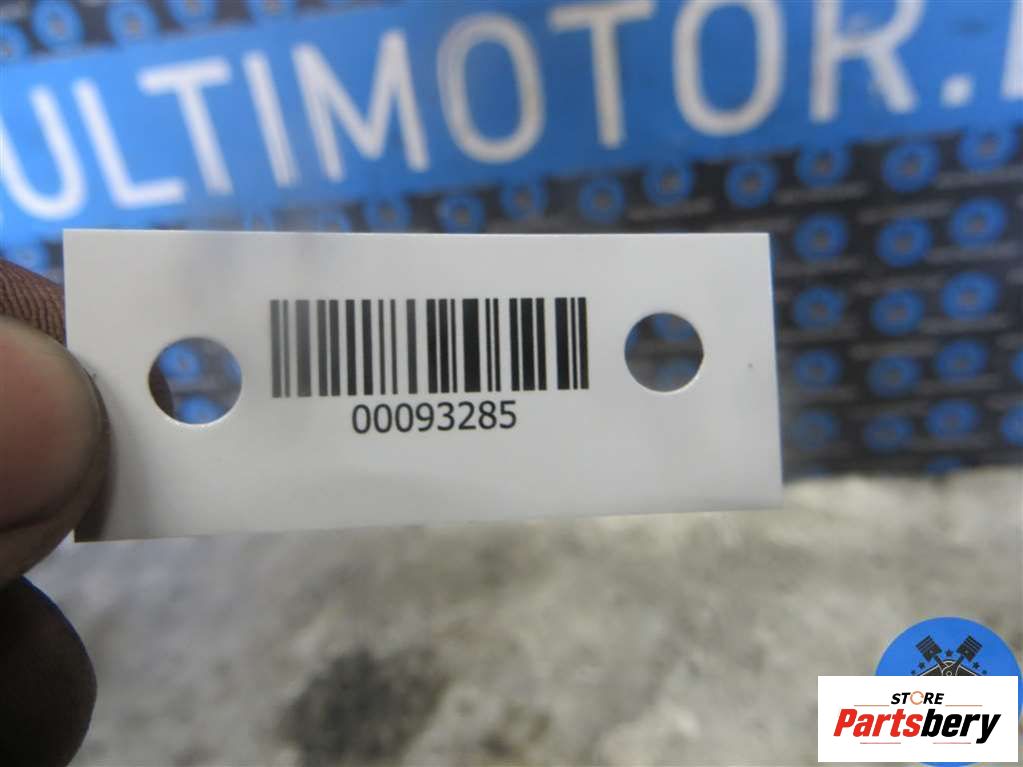 ULTIMOTOR.
00093285
STORE
Partsbery